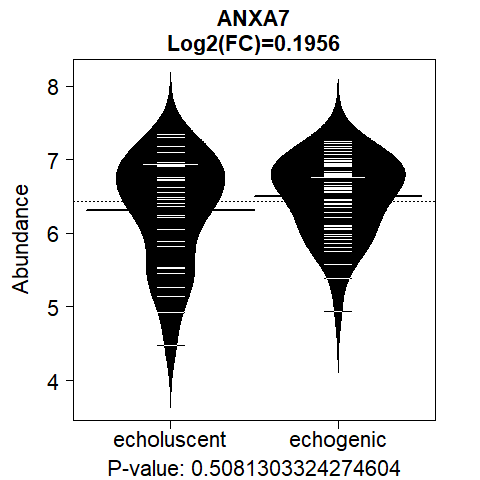 ANXA7
Log2(FC)=0.1956
Abundance
8
7
6
5
4
echoluscent echogenic
P-value: 0.5081303324274604